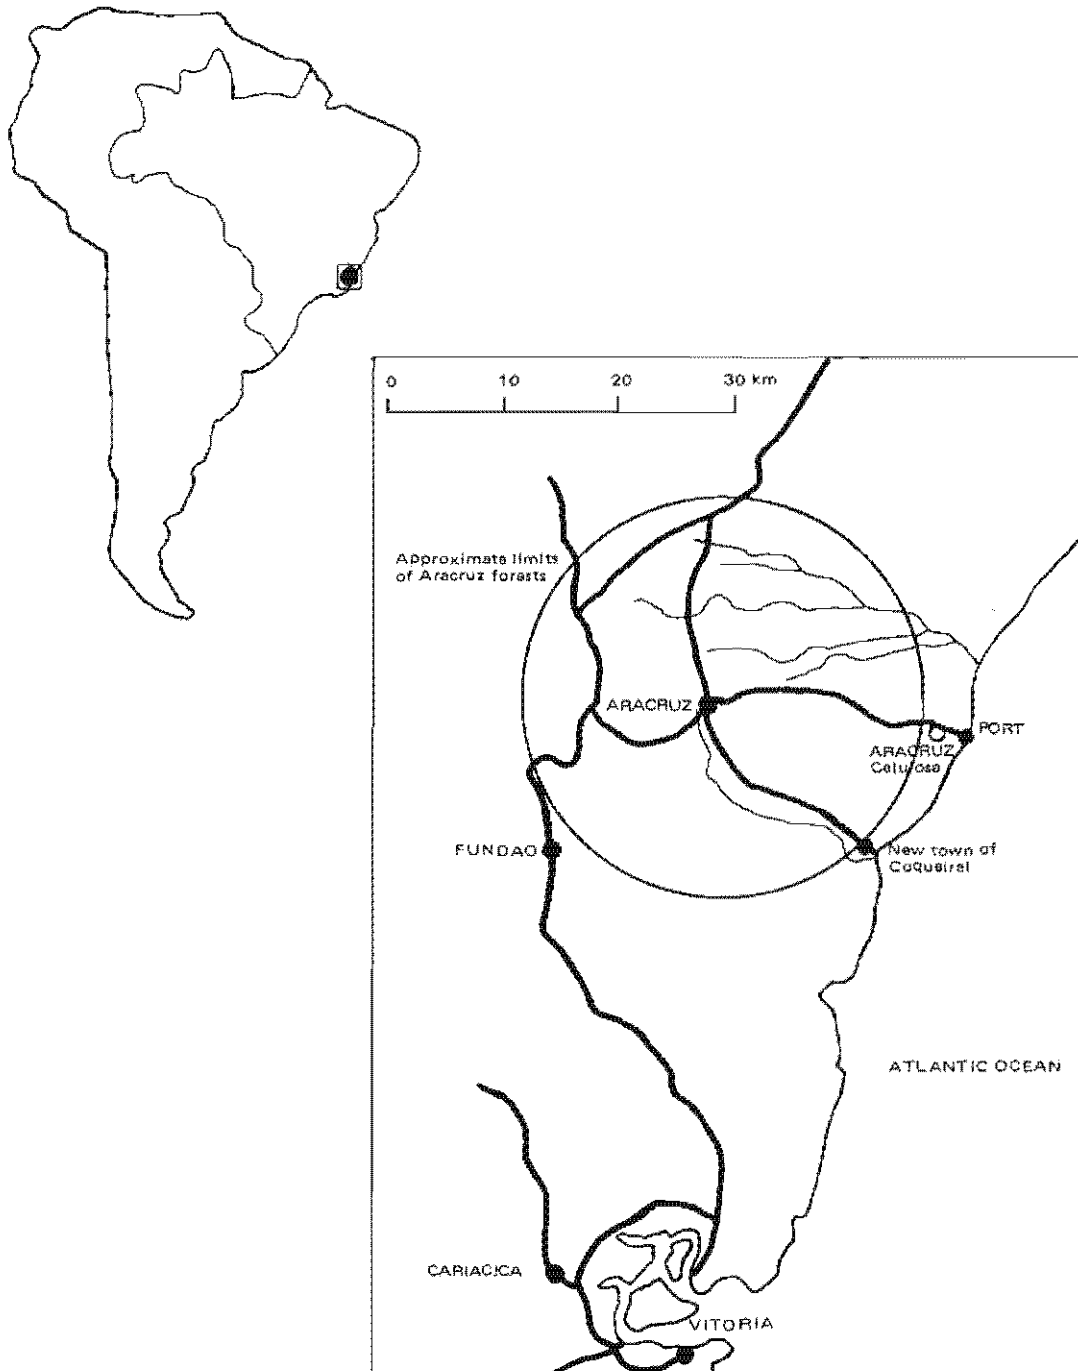 0 10 20 30 km
Approximate limits
of Aracruz forests
ARACRUZ
PORT
ARACRUZ
Celulose
FUNDAO
New town of
Coqueiral
ATLANTIC OCEAN
CARIACICA
VITORIA